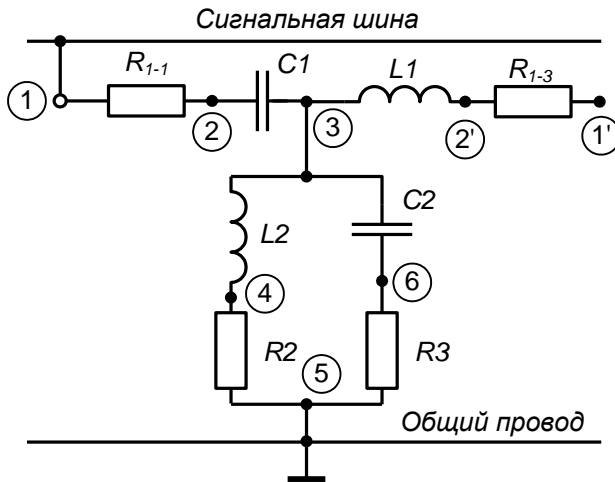 Сигнальная шина
R1-1
C1
L1
R1-3
1
2
3
2'
1'
L2
C2
4
6
R2
5
R3
Общий провод